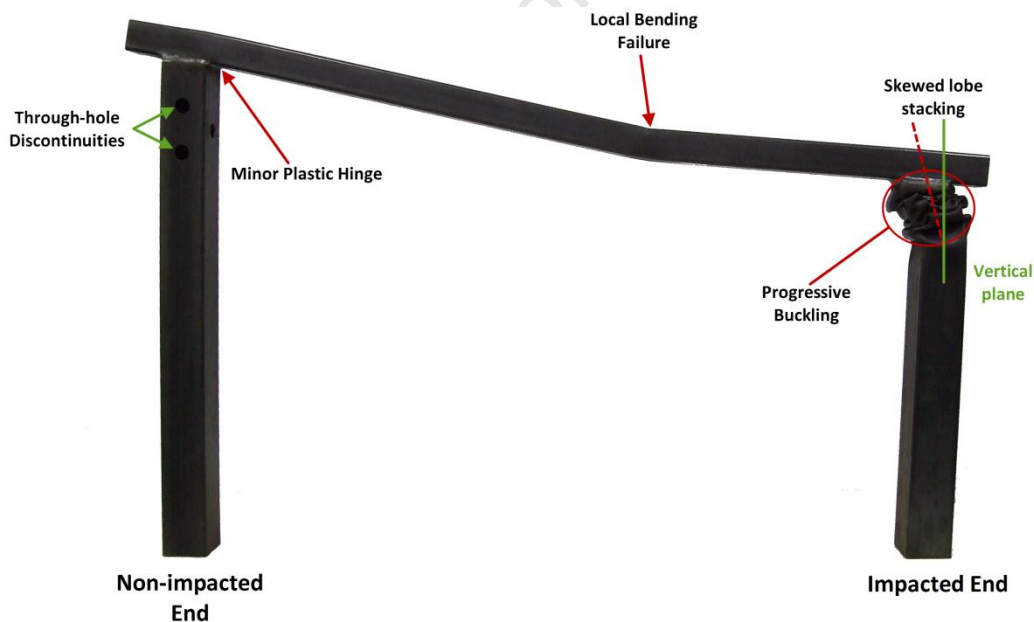 Local Bending
Failure
Skewed lobe
stacking
Through-hole
Discontinuities
Minor Plastic Hinge
Vertical
plane
Progressive
Buckling
Non-impacted
End
Impacted End